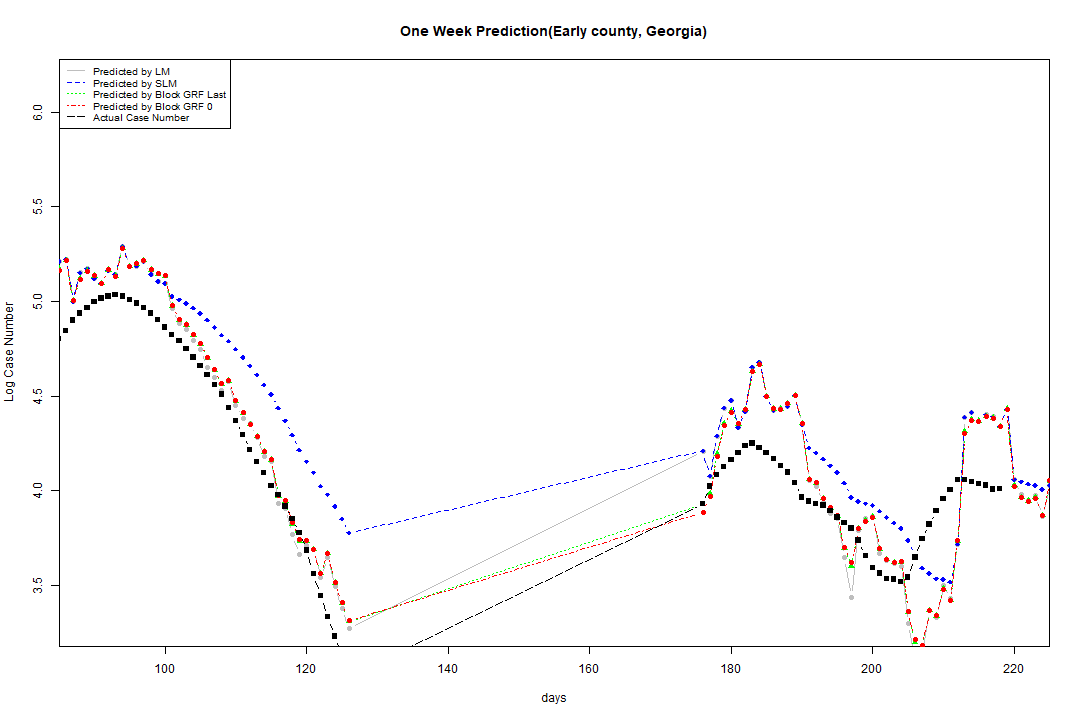 One Week Prediction(Early county, Georgia)
Predicted by LM
Predicted by SLM
Predicted by Block GRF Last
Predicted by Block GRF 0
Actual Case Number
6.0
5.5
5.0
4.5
4.0
3.5
Log Case Number
100 120 140 160 180 200 220
days